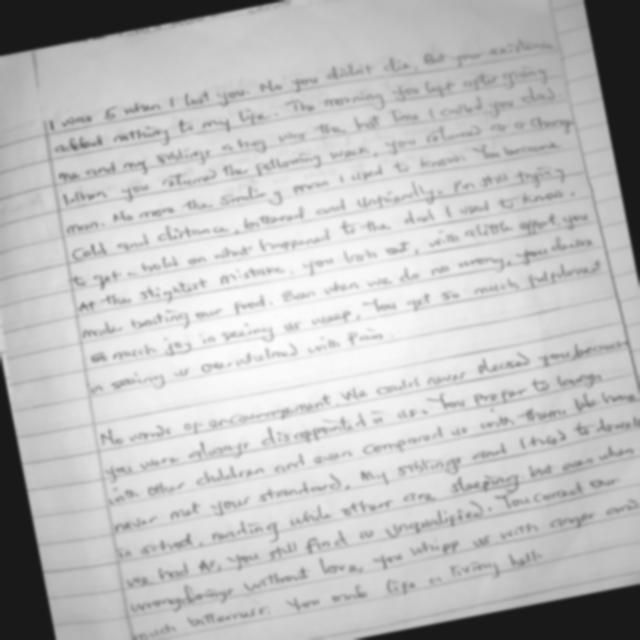 I was 5 when I lost you. No you didn't die. But your existence
added nothing to my life. The morning you left after giving
me and my siblings a hug was the last time I called you dad.
When you returned the following week, you returned as a strange
man. No more the smiling man I used to know. You became
Cold and distance, battered and Unfriendly. I'm still trying
to get a hold on what happened to the dad I used to know.
At the slightest mistake, you lash out, with a little effort you
make beating our food. Even when we do no wrong, you derive
so much joy in seeing us weep. You get so much
in seeing us overwhelmed with Pain.
No words of encouragement. We could never please you because
you were always disappointed in us. You prefer to
with other children and even compared us with them. We have
never met your standard. My siblings and I tried to
in school, reading while other are sleeping but even when
we had As, you still find us Unqualified. You correct our
wrongdoings without love, you whipp us with anger and
much bitterness. You made life a living hell.